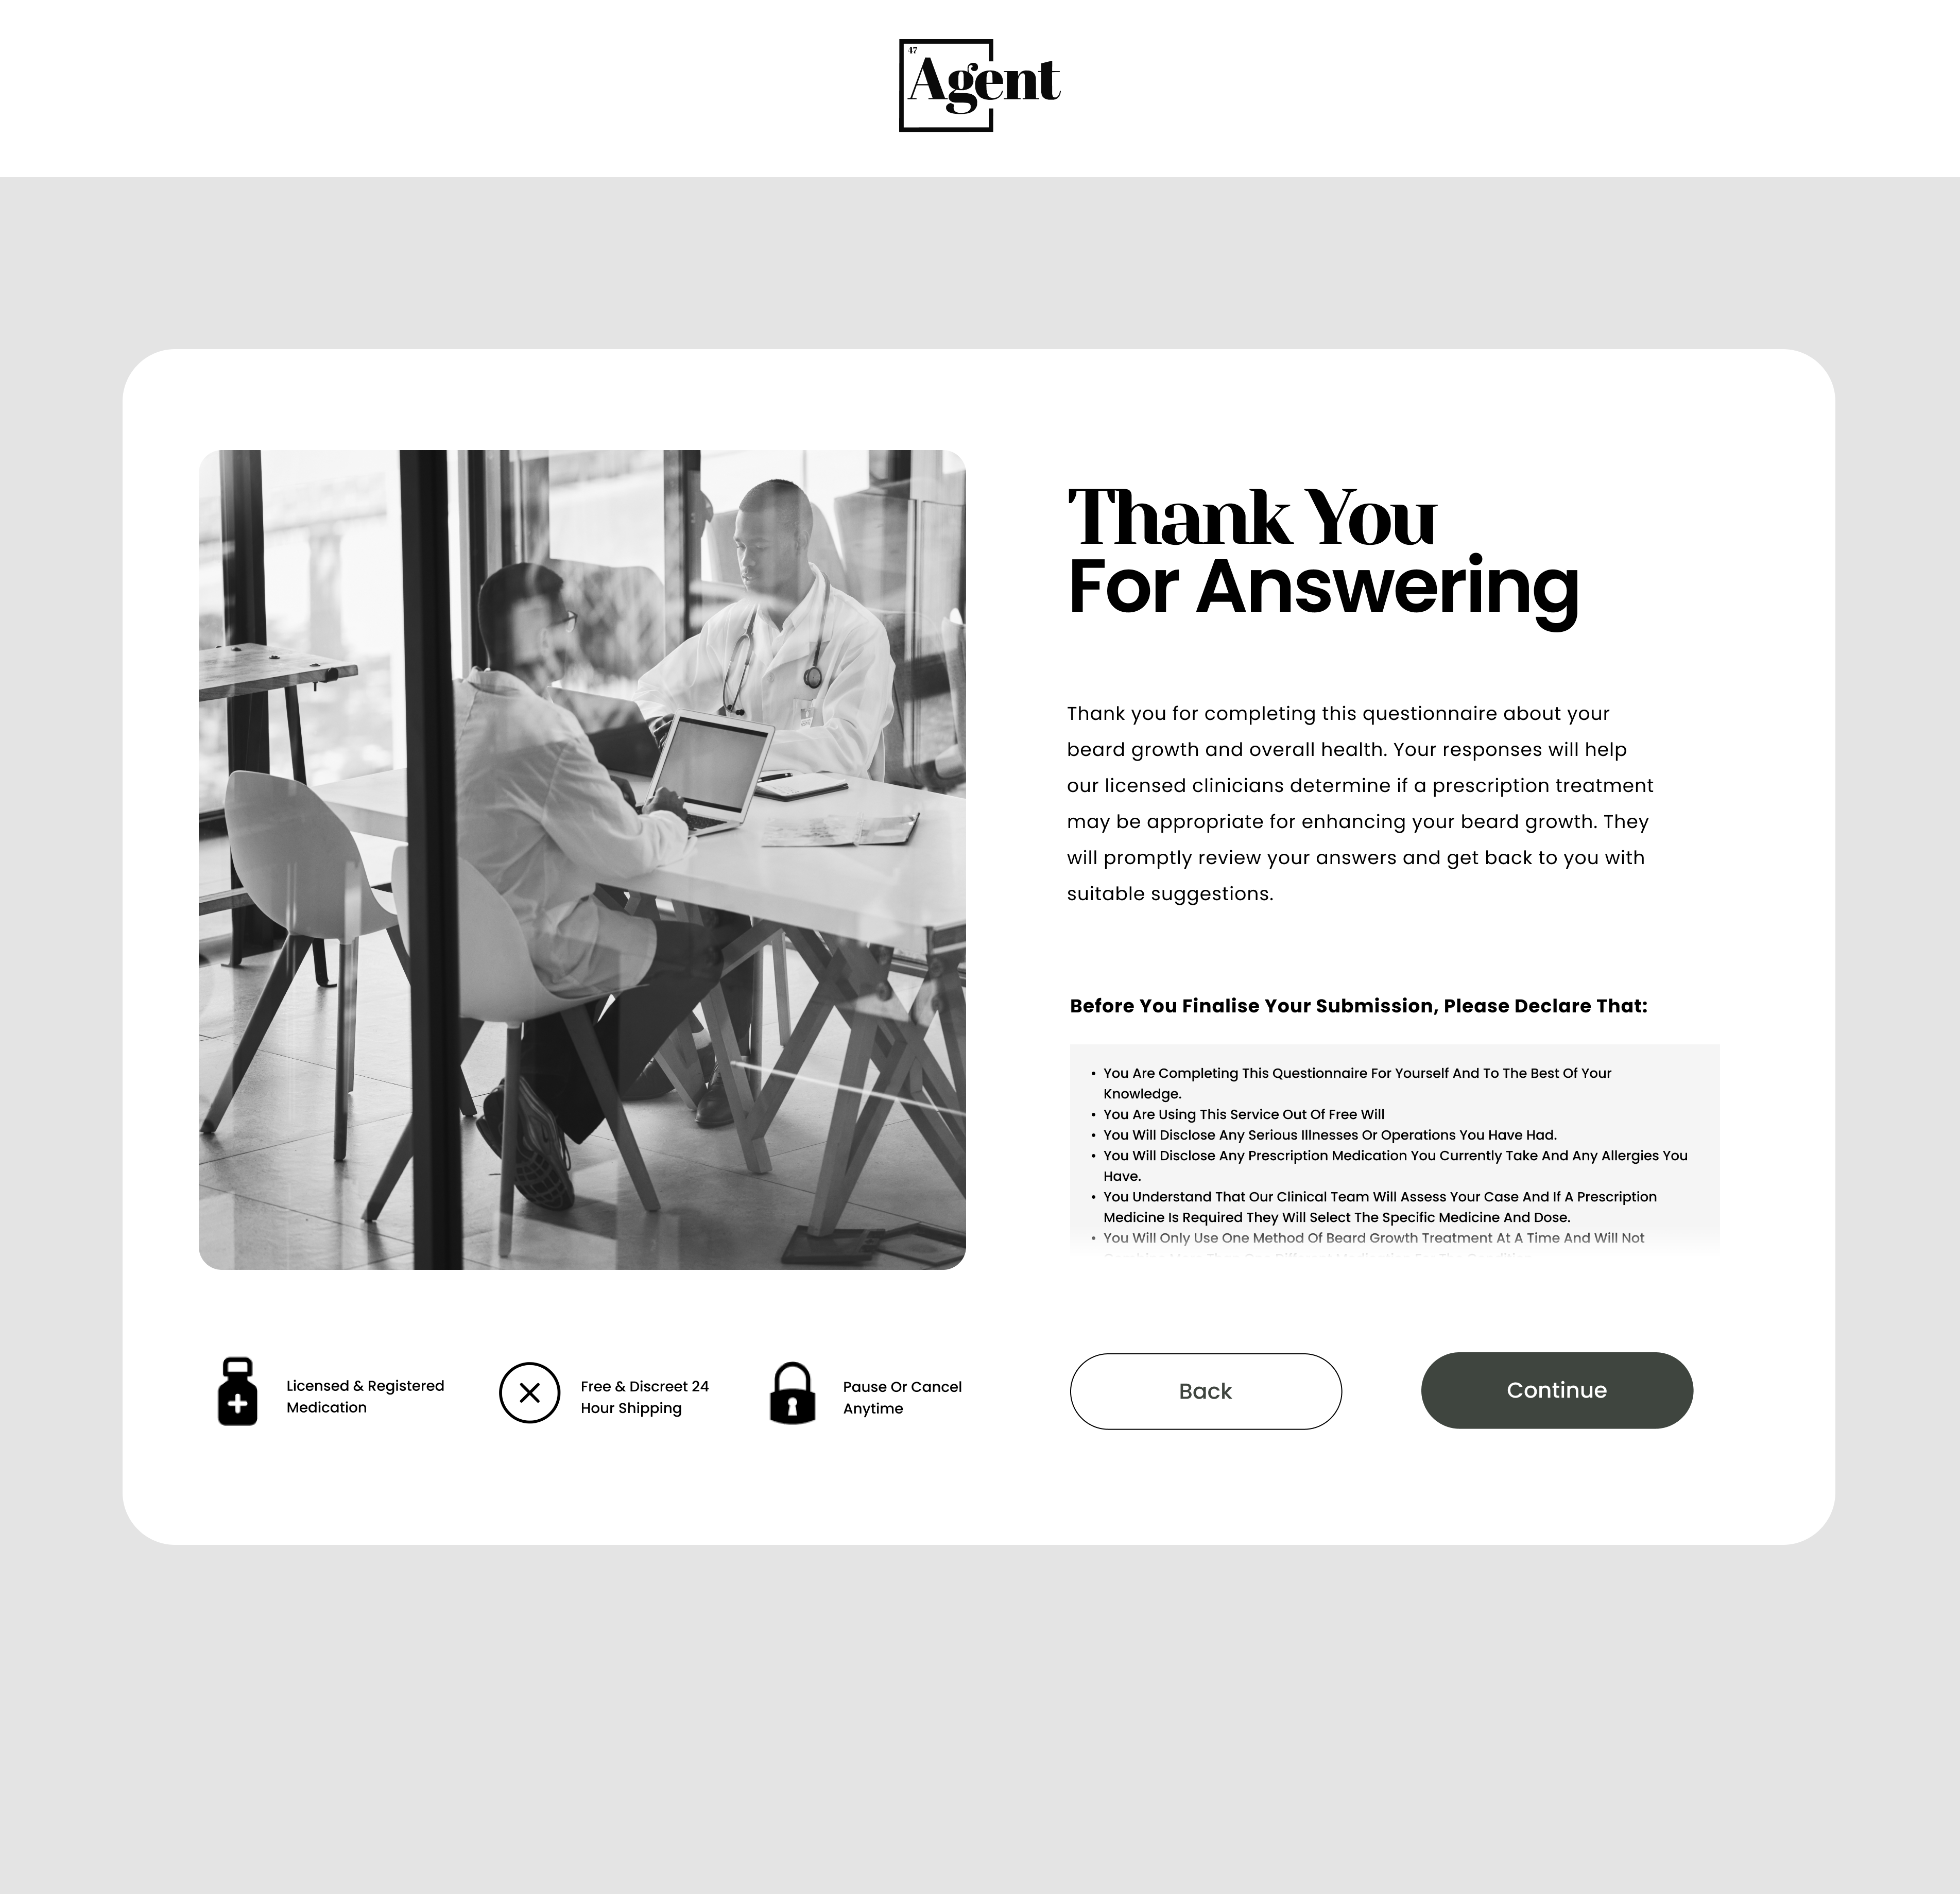 47
Agent
Thank You
For Answering
Thank you for completing this questionnaire about your
beard growth and overall health. Your responses will help
our licensed clinicians determine if a prescription treatment
may be appropriate for enhancing your beard growth. They
will promptly review your answers and get back to you with
suitable suggestions.
Before You Finalise Your Submission, Please Declare That:
• You Are Completing This Questionnaire For Yourself And To The Best Of Your
Knowledge.
• You Are Using This Service Out Of Free Will
• You Will Disclose Any Serious Illnesses Or Operations You Have Had.
• You Will Disclose Any Prescription Medication You Currently Take And Any Allergies You
Have.
• You Understand That Our Clinical Team Will Assess Your Case And If A Prescription
Medicine Is Required They Will Select The Specific Medicine And Dose.
• You Will Only Use One Method Of Beard Growth Treatment At A Time And Will Not
Licensed & Registered
Medication
Free & Discreet 24
Hour Shipping
Pause Or Cancel
Anytime
Back
Continue